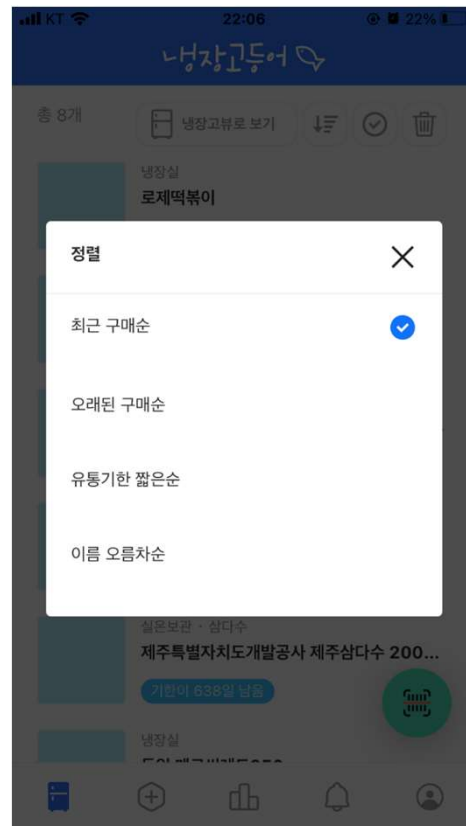 KT 22:06 22%
냉장고등어
총 8개 냉장고뷰로 보기
냉장실
로제떡볶이
정렬
최근 구매순
오래된 구매순
유통기한 짧은순
이름 오름차순
실온보관 · 삼다수
제주특별자치도개발공사 제주삼다수 200...
기한이 638일 남음
냉장실